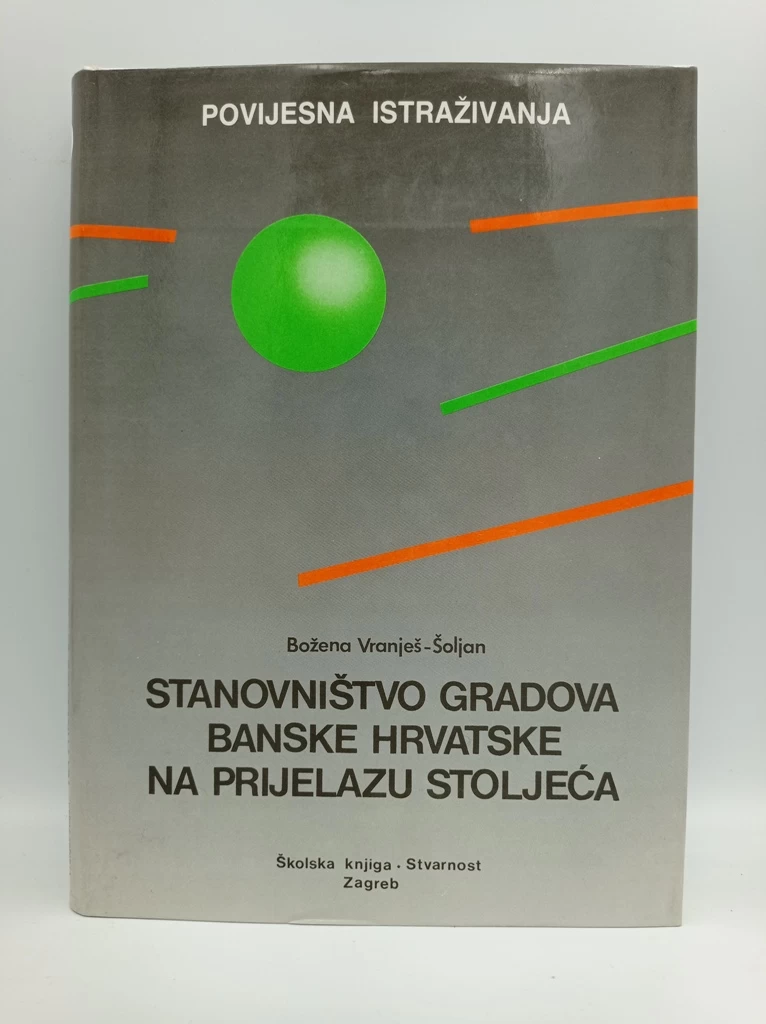 POVIJESNA ISTRAŽIVANJA
Božena Vranješ-Šoljan
STANOVNIŠTVO GRADOVA
BANSKE HRVATSKE
NA PRIJELAZU STOLJEĆA
Školska knjiga • Stvarnost
Zagreb